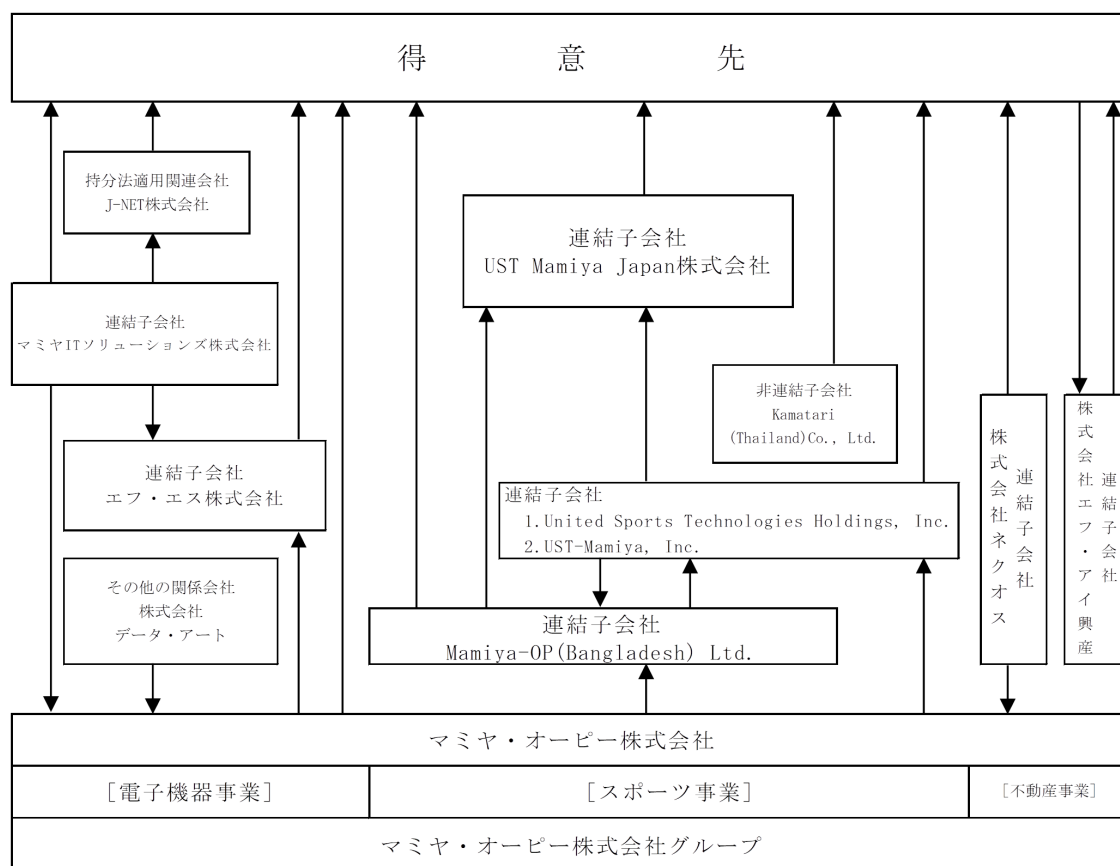 得意先
持分法適用関連会社
J-NET株式会社
連結子会社
マミヤITソリューションズ株式会社
連結子会社
エフ・エス株式会社
その他の関係会社
株式会社
データ・アート
連結子会社
UST Mamiya Japan株式会社
非連結子会社
Kamatari
(Thailand)Co., Ltd.
連結子会社
1.United Sports Technologies Holdings, Inc.
2.UST-Mamiya, Inc.
連結子会社
Mamiya-OP(Bangladesh) Ltd.
連結子会社
株式会社ネクオス
連結子会社
株式会社エフ・アイ興産
マミヤ・オーピー株式会社
[電子機器事業]
[スポーツ事業]
[不動産事業]
マミヤ・オーピー株式会社グループ